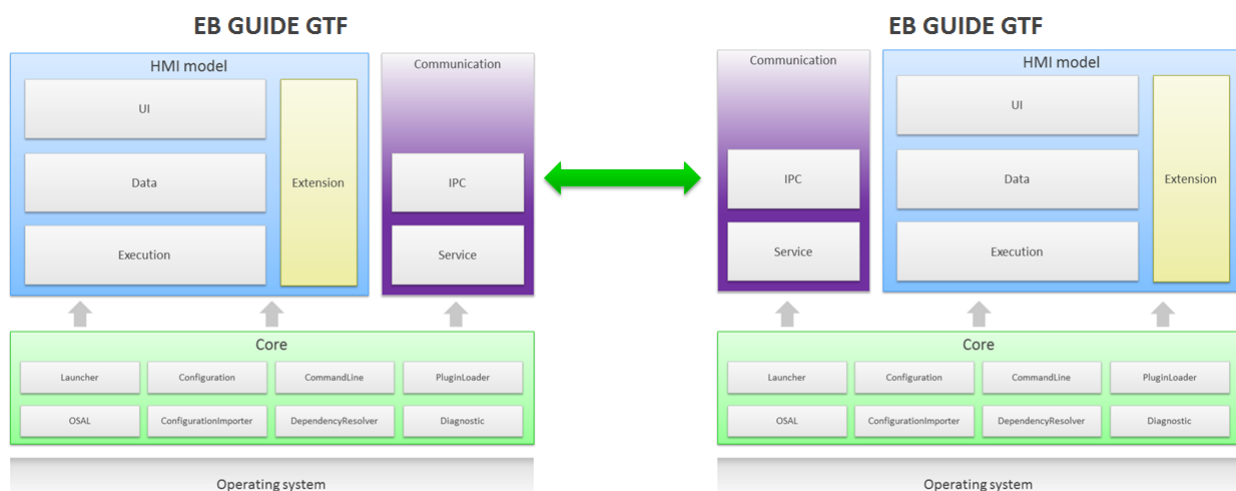 EB GUIDE GTF
HMI model
UI
Data
Execution
Extension
Communication
IPC
Service
Core
Launcher
Configuration
CommandLine
PluginLoader
OSAL
ConfigurationImporter
DependencyResolver
Diagnostic
Operating system
EB GUIDE GTF
Communication
IPC
Service
HMI model
UI
Data
Execution
Extension
Core
Launcher
Configuration
CommandLine
PluginLoader
OSAL
ConfigurationImporter
DependencyResolver
Diagnostic
Operating system